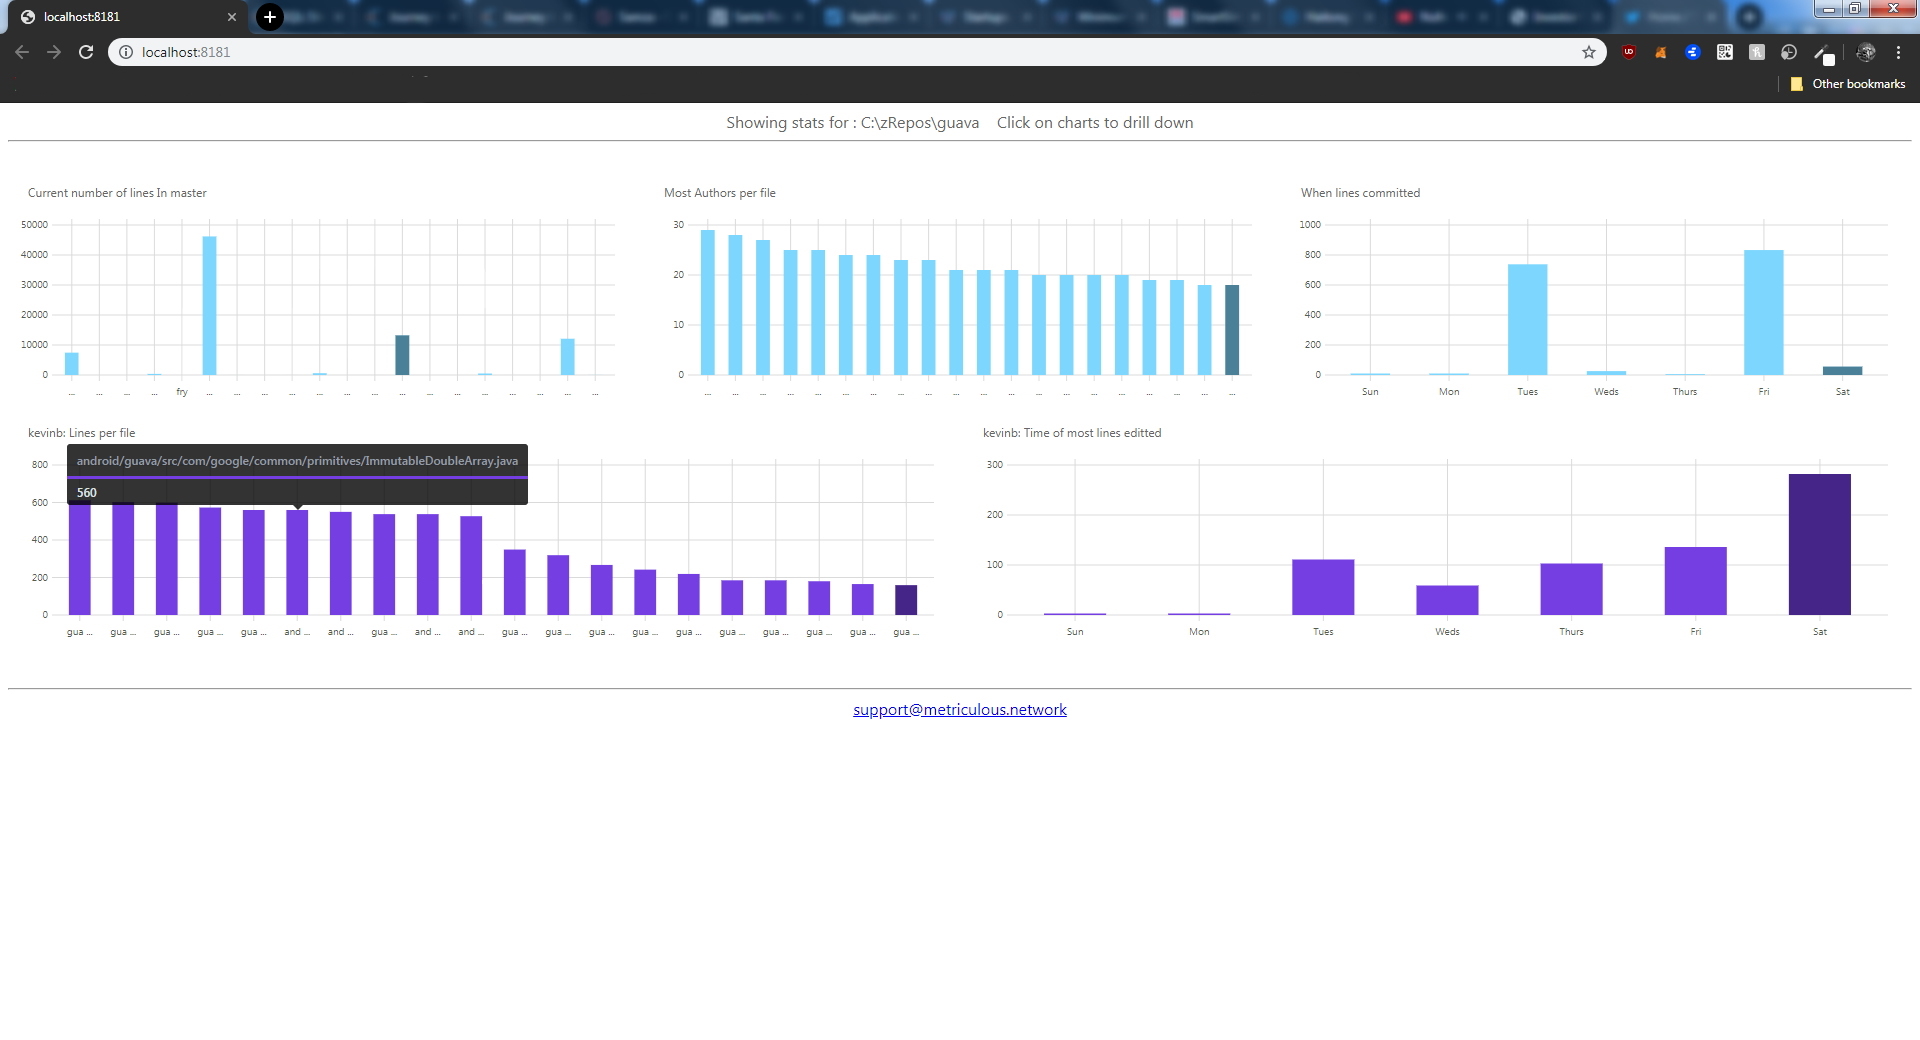 localhost:8181
localhost:8181
Other bookmarks
Showing stats for : C:\zRepos\guava Click on charts to drill down
Current number of lines In master
50000
40000
30000
20000
10000
0
... ... ... ... fry ... ... ... ... ... ... ... ... ... ... ... ... ... ... ...
Most Authors per file
30
20
10
0
... ... ... ... ... ... ... ... ... ... ... ... ... ... ... ... ... ... ... ...
When lines committed
1000
800
600
400
200
0
Sun Mon Tues Weds Thurs Fri Sat
kevinb: Lines per file
android/guava/src/com/google/common/primitives/ImmutableDoubleArray.java
560
800
600
400
200
0
gua ... gua ... gua ... gua ... gua ... and ... and ... gua ... and ... and ... gua ... gua ... gua ... gua ... gua ... gua ... gua ... gua ... gua ... gua ...
kevinb: Time of most lines editted
300
200
100
0
Sun Mon Tues Weds Thurs Fri Sat
support@metriculous.network